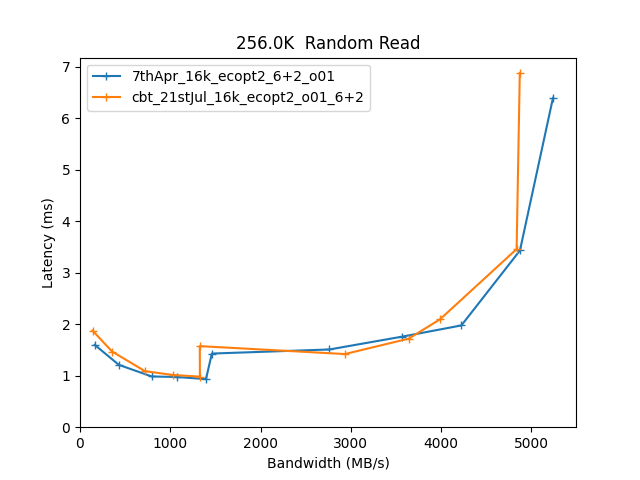 256.0K  Random Read
7thApr_16k_ecopt2_6+2_o01
cbt_21stJul_16k_ecopt2_o01_6+2
Latency (ms)
7
6
5
4
3
2
1
0
0 1000 2000 3000 4000 5000
Bandwidth (MB/s)